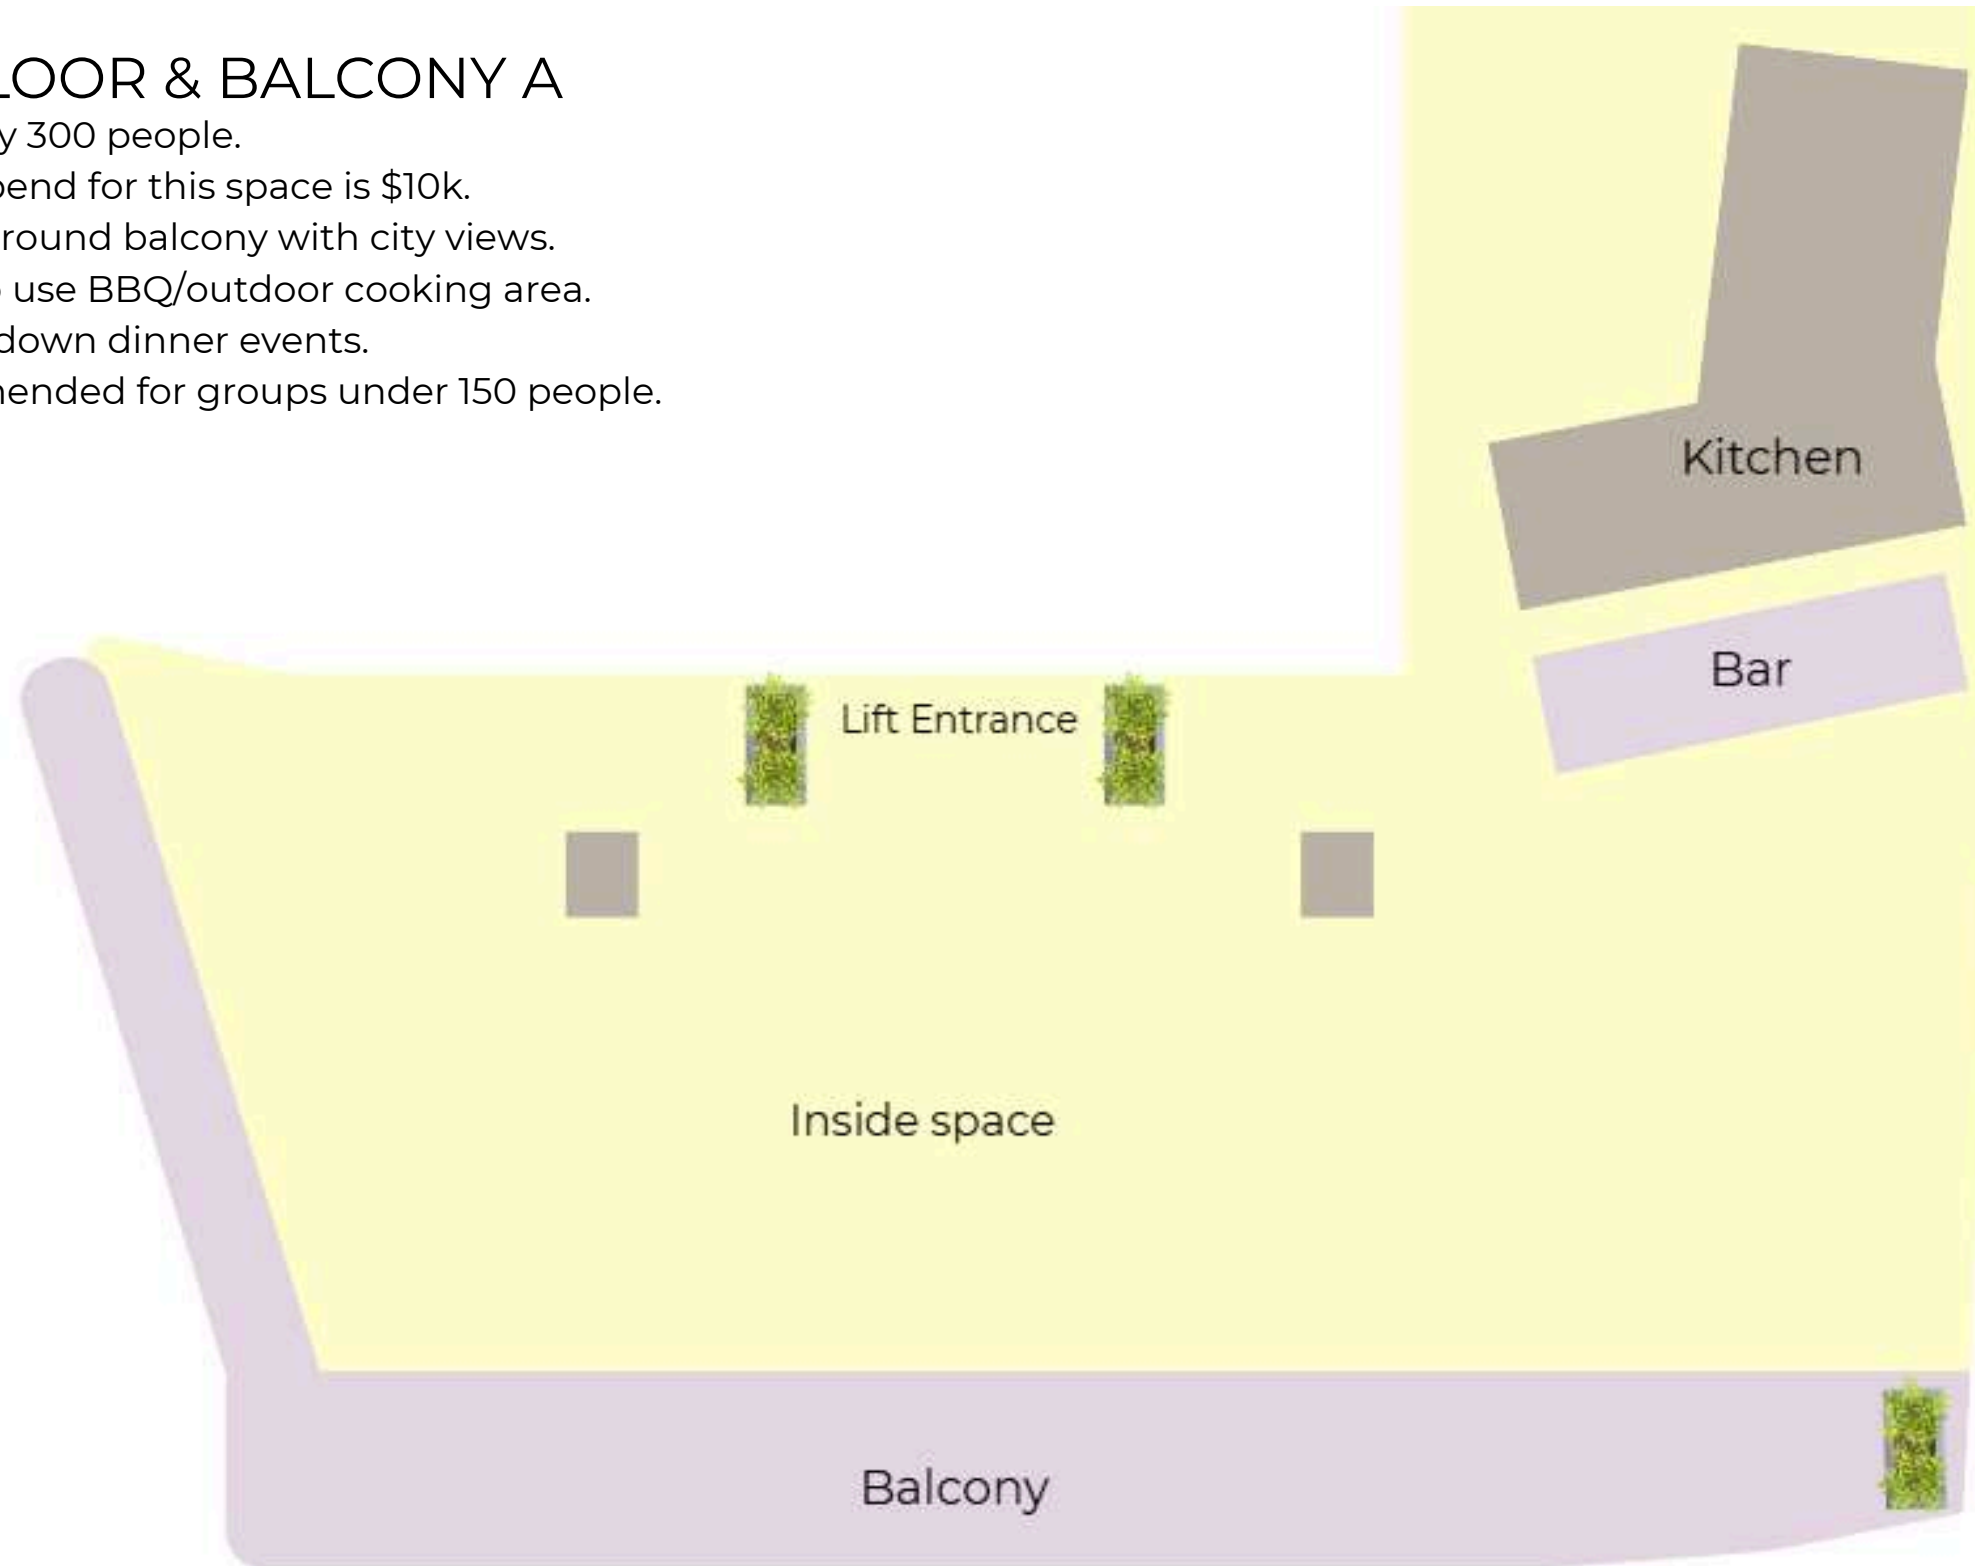 LOOR & BALCONY A
y 300 people.
pend for this space is $10k.
round balcony with city views.
use BBQ/outdoor cooking area.
down dinner events.
mended for groups under 150 people.
Kitchen
Bar
Lift Entrance
Inside space
Balcony